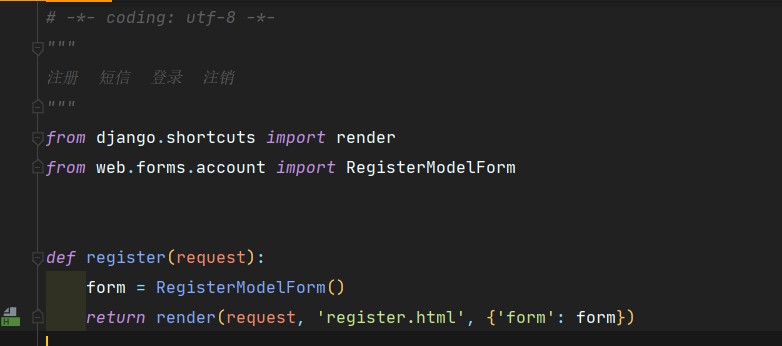 # -*- coding: utf-8 -*-
"""
注册  短信  登录  注销
"""
from django.shortcuts import render
from web.forms.account import RegisterModelForm
def register(request):
    form = RegisterModelForm()
    return render(request, 'register.html', {'form': form})